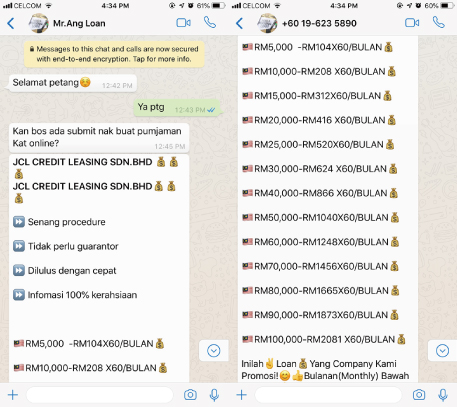 CELCOM 4:34 PM 61%
Mr.Ang Loan
Messages to this chat and calls are now secured
with end-to-end encryption. Tap for more info.
Selamat petang😊 12:42 PM
Ya ptg 12:43 PM
Kan bos ada submit nak buat pumjaman
Kat online? 12:45 PM
JCL CREDIT LEASING SDN.BHD 💰 💰
💰
JCL CREDIT LEASING SDN.BHD 💰 💰
💰
⏩ Senang procedure
⏩ Tidak perlu guarantor
⏩ Dilulus dengan cepat
⏩ Infomasi 100% kerahsiaan
🇲🇾RM5,000 -RM104X60/BULAN💰
🇲🇾RM10,000-RM208 X60/BULAN💰
CELCOM 4:34 PM 60%
+60 19-623 5890
🇲🇾RM5,000 -RM104X60/BULAN💰
🇲🇾RM10,000-RM208 X60/BULAN💰
🇲🇾RM15,000-RM312X60/BULAN💰
🇲🇾RM20,000-RM416 X60/BULAN💰
🇲🇾RM25,000-RM520X60/BULAN💰
🇲🇾RM30,000-RM624 X60/BULAN💰
🇲🇾RM40,000-RM866 X60/BULAN💰
🇲🇾RM50,000-RM1040X60/BULAN💰
🇲🇾RM60,000-RM1248X60/BULAN💰
🇲🇾RM70,000-RM1456X60/BULAN💰
🇲🇾RM80,000-RM1665X60/BULAN💰
🇲🇾RM90,000-RM1873X60/BULAN💰
🇲🇾RM100,000-RM2081 X60/BULAN💰
Inilah✌Loan💰Yang Company Kami
Promosi!😊👍Bulanan(Monthly) Bawah